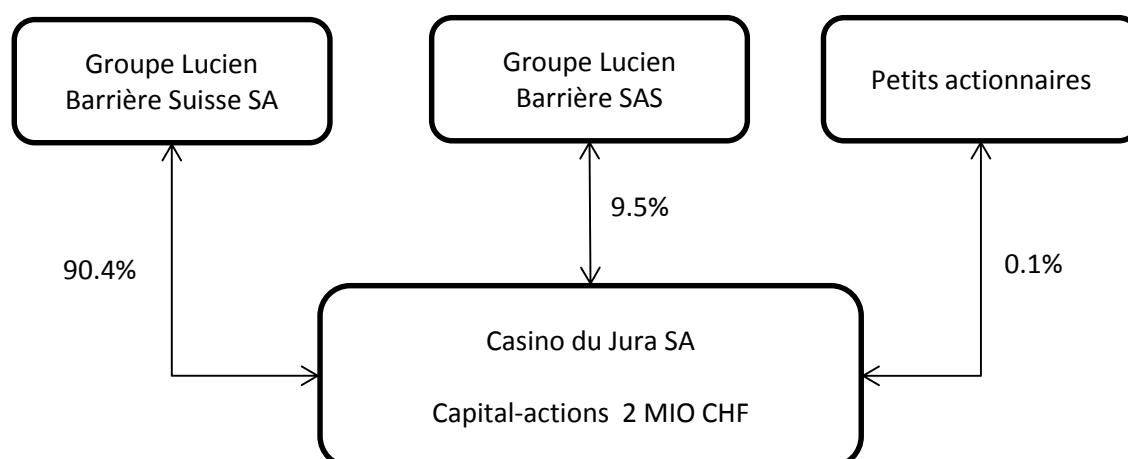 Groupe Lucien
Barrière Suisse SA
Groupe Lucien
Barrière SAS
Petits actionnaires
90.4%
9.5%
0.1%
Casino du Jura SA
Capital-actions 2 MIO CHF